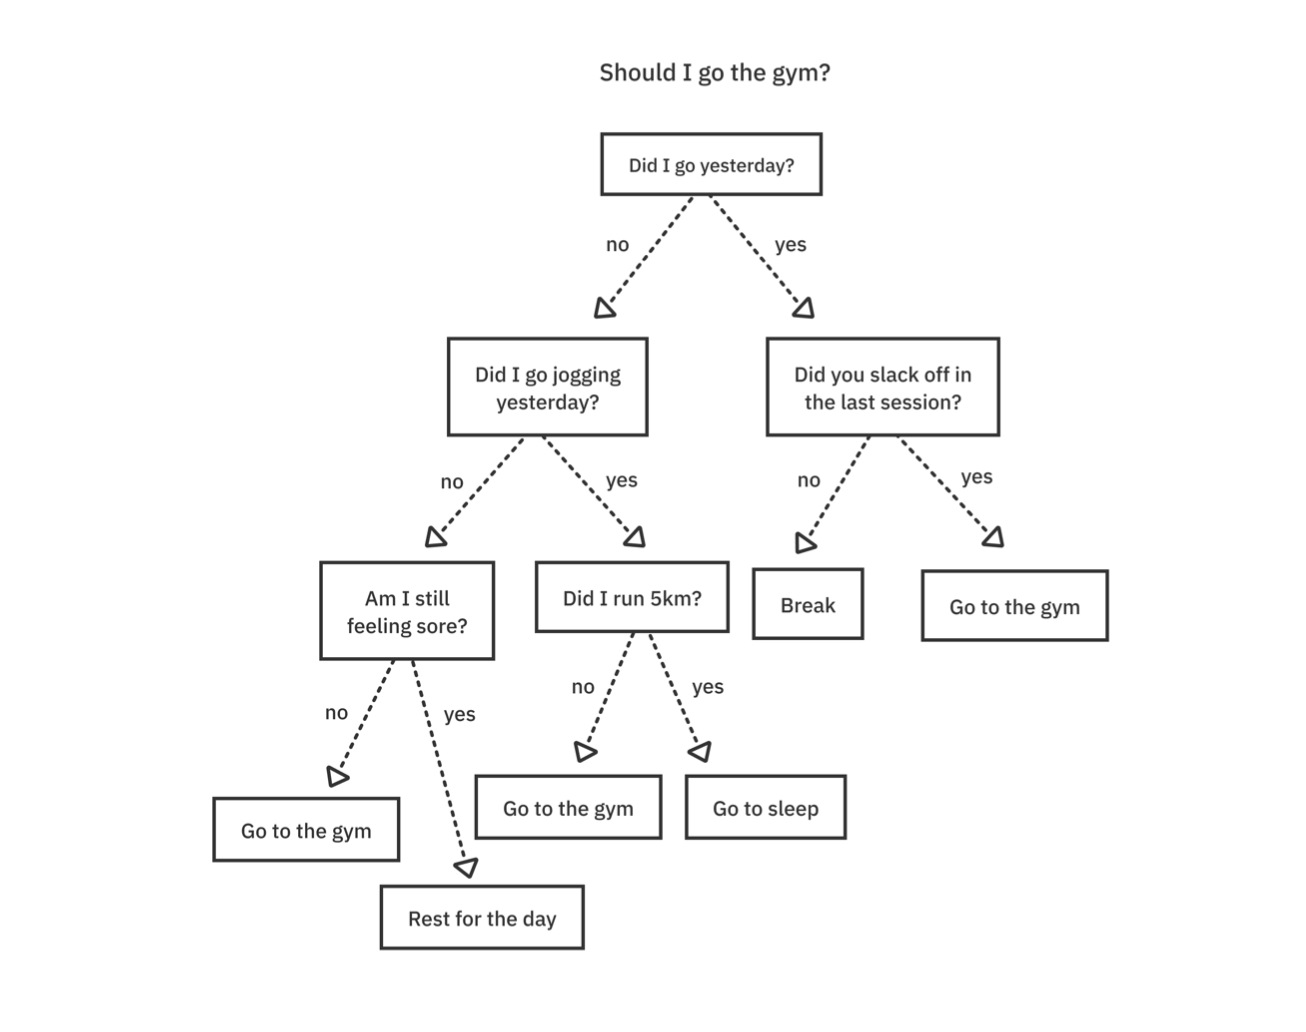 Should I go the gym?
Did I go yesterday?
no
yes
Did I go jogging
yesterday?
Did you slack off in
the last session?
no
yes
no
yes
Am I still
feeling sore?
Did I run 5km?
Break
Go to the gym
no
yes
no
yes
Go to the gym
Go to the gym
Go to sleep
Rest for the day